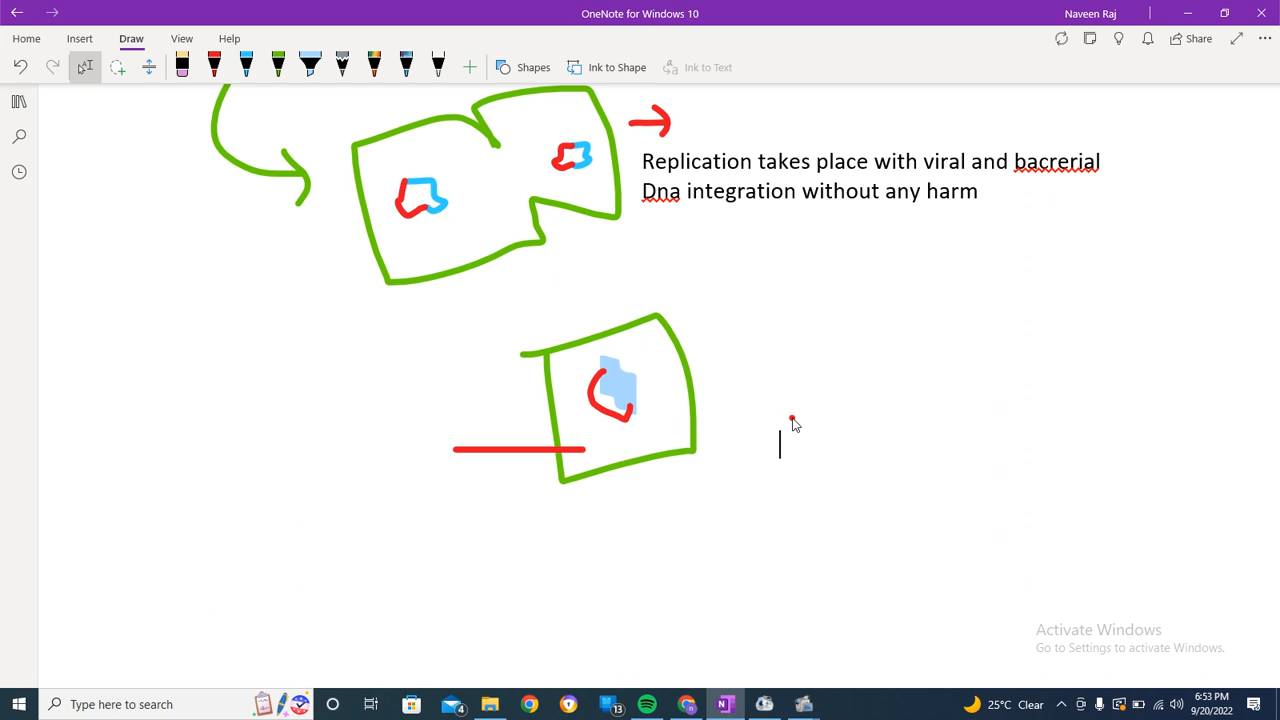 OneNote for Windows 10
Naveen Raj
Home
Insert
Draw
View
Help
Share
Shapes
Ink to Shape
Ink to Text
Replication takes place with viral and bacrerial
Dna integration without any harm
Activate Windows
Go to Settings to activate Windows.
Type here to search
4
13
25°C Clear
6:53 PM
9/20/2022